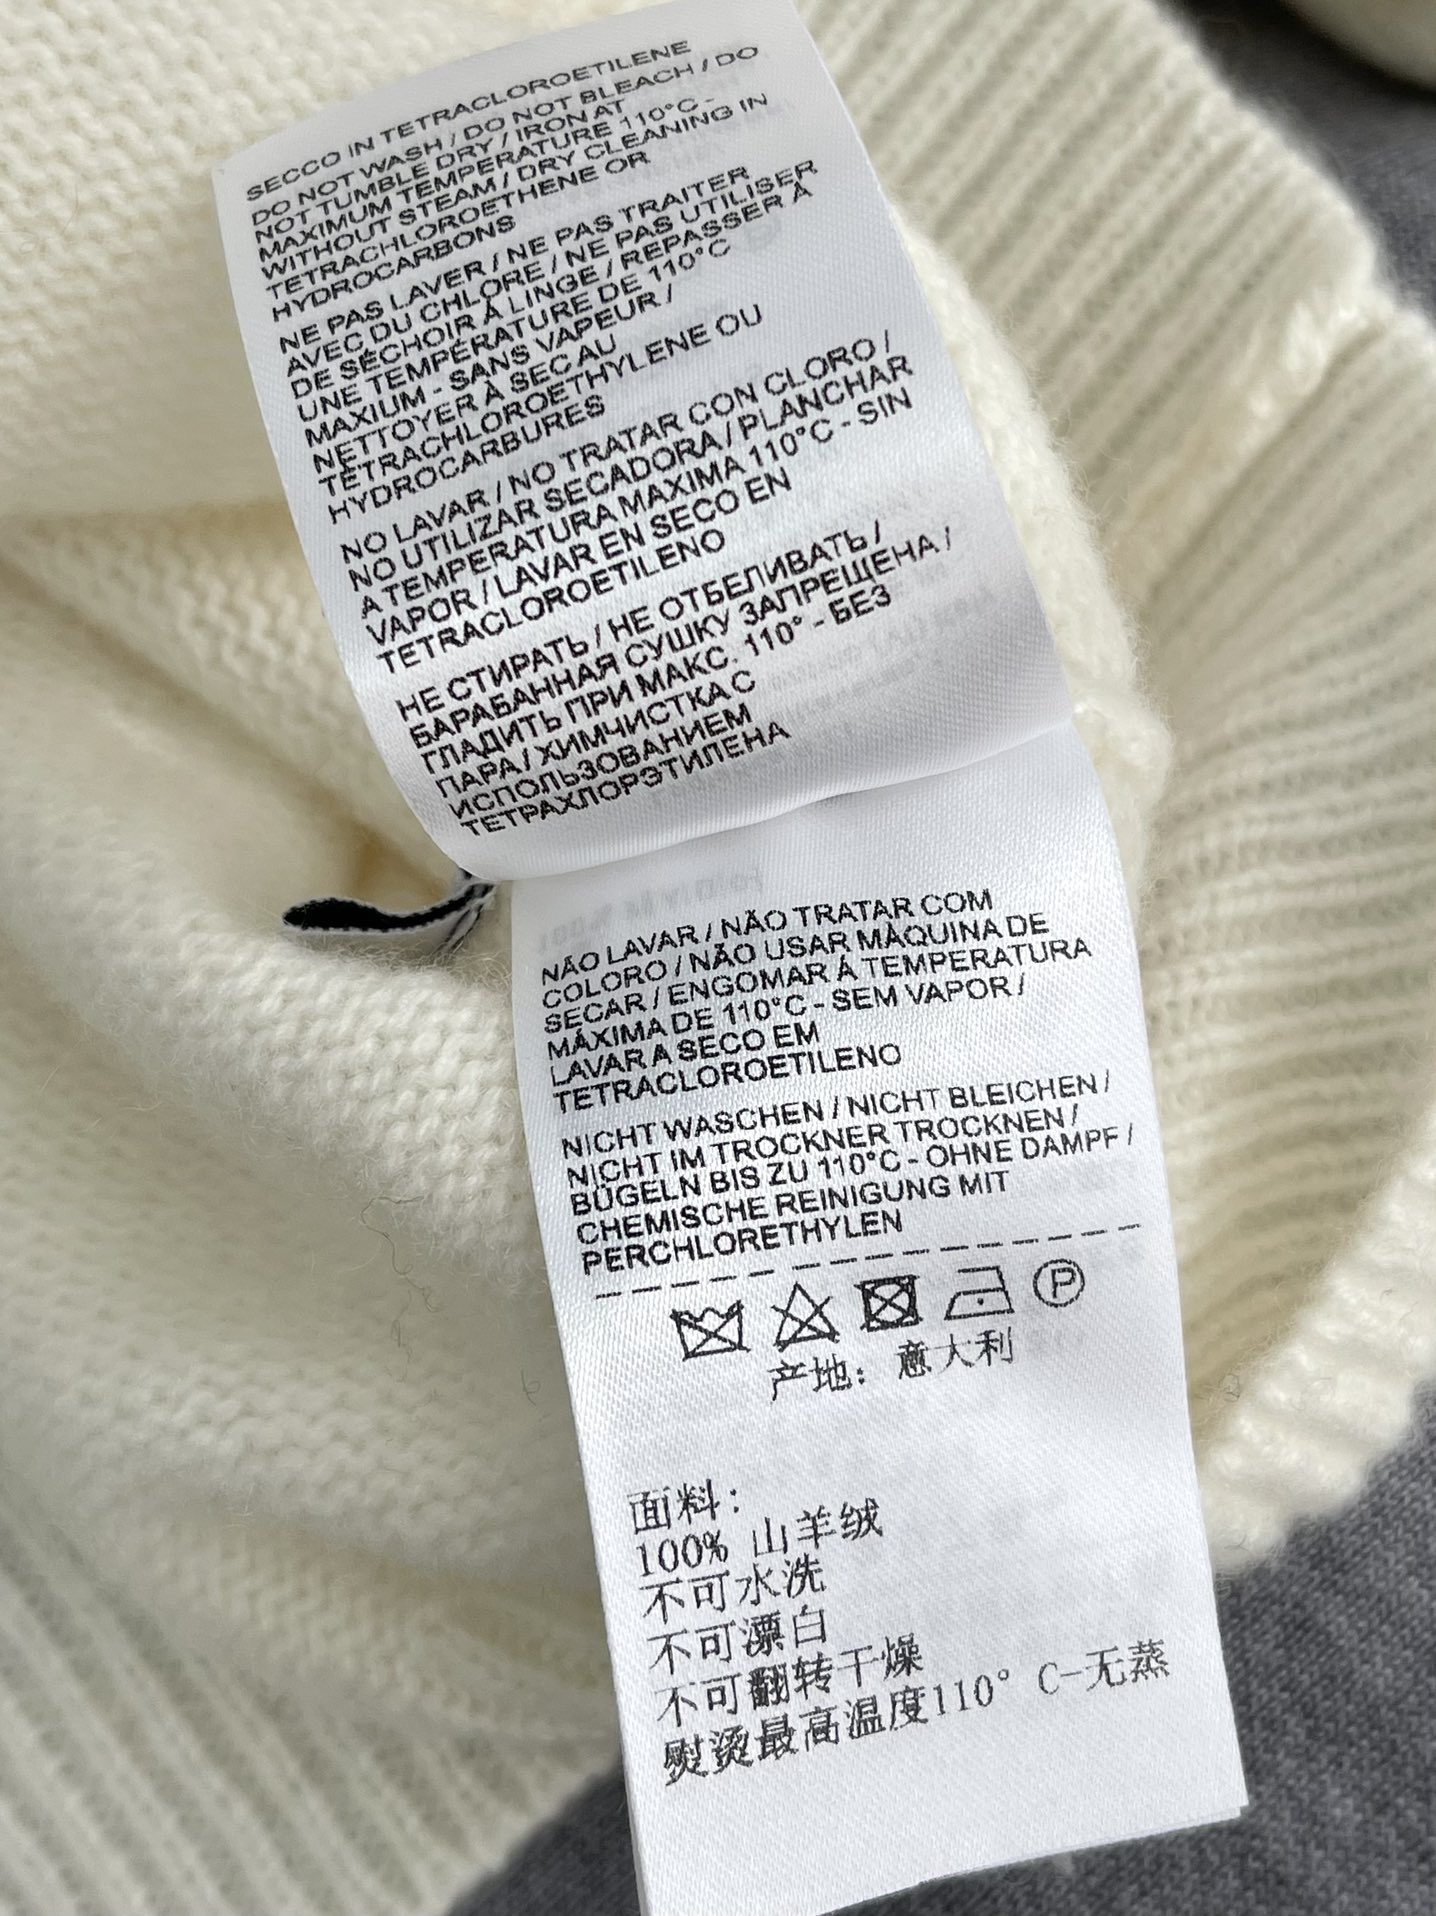 SECCO IN TETRACLOROETILENE
DO NOT WASH / DO NOT BLEACH / DO
NOT TUMBLE DRY / IRON AT
MAXIMUM TEMPERATURE 110°C -
WITHOUT STEAM / DRY CLEANING IN
TETRACHLOROETHENE OR
HYDROCARBONS
NE PAS LAVER / NE PAS TRAITER
AVEC DU CHLORE / NE PAS UTILISER
DE SÉCHOIR À LINGE / REPASSER À
UNE TEMPÉRATURE DE 110°C
MAXIUM - SANS VAPEUR /
NETTOYER À SEC AU
TETRACHLOROETHYLENE OU
HYDROCARBURES
NO LAVAR / NO TRATAR CON CLORO /
NO UTILIZAR SECADORA / PLANCHAR
A TEMPERATURA MAXIMA 110°C - SIN
VAPOR / LAVAR EN SECO EN
TETRACLOROETILENO
НЕ СТИРАТЬ / НЕ ОТБЕЛИВАТЬ /
БАРАБАННАЯ СУШКУ ЗАПРЕЩЕНА /
ГЛАДИТЬ ПРИ МАКС. 110° - БЕЗ
ПАРА / ХИМЧИСТКА С
ИСПОЛЬЗОВАНИЕМ
ТЕТРАХЛОРЭТИЛЕНА
NÃO LAVAR / NÃO TRATAR COM
COLORO / NÃO USAR MÀQUINA DE
SECAR / ENGOMAR Á TEMPERATURA
MÁXIMA DE 110°C - SEM VAPOR /
LAVAR A SECO EM
TETRACLOROETILENO
NICHT WASCHEN / NICHT BLEICHEN /
NICHT IM TROCKNER TROCKNEN /
BÜGELN BIS ZU 110°C - OHNE DAMPF /
CHEMISCHE REINIGUNG MIT
PERCHLORETHYLEN
P
产地: 意大利
面料:
100% 山羊绒
不可水洗
不可漂白
不可翻转干燥
熨烫最高温度110° C-无蒸